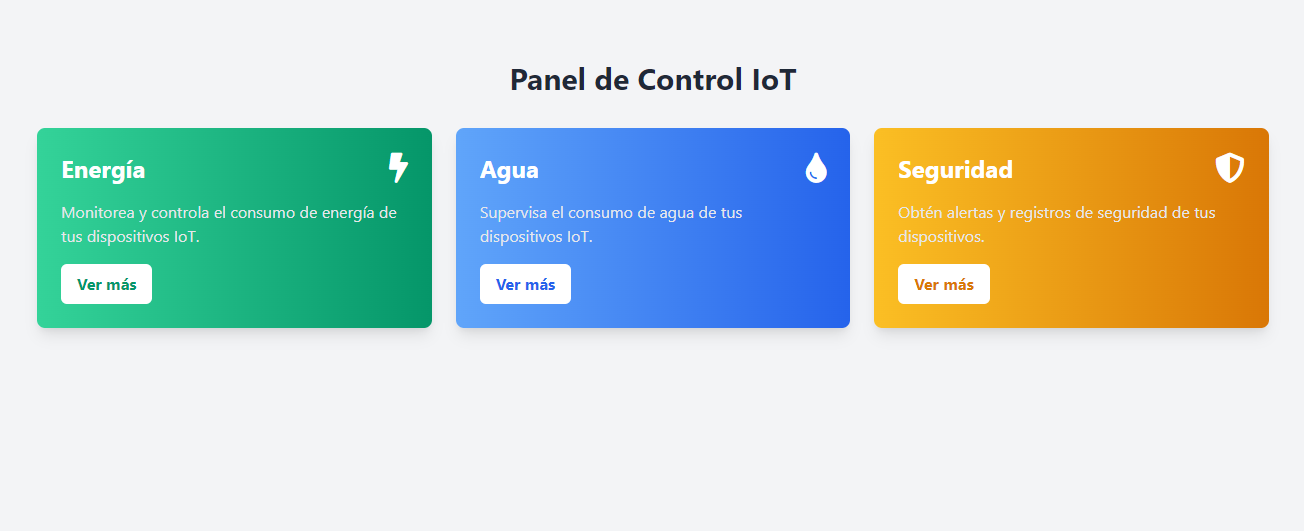 Panel de Control IoT
Energía
Monitorea y controla el consumo de energía de
tus dispositivos IoT.
Ver más
Agua
Supervisa el consumo de agua de tus
dispositivos IoT.
Ver más
Seguridad
Obtén alertas y registros de seguridad de tus
dispositivos.
Ver más